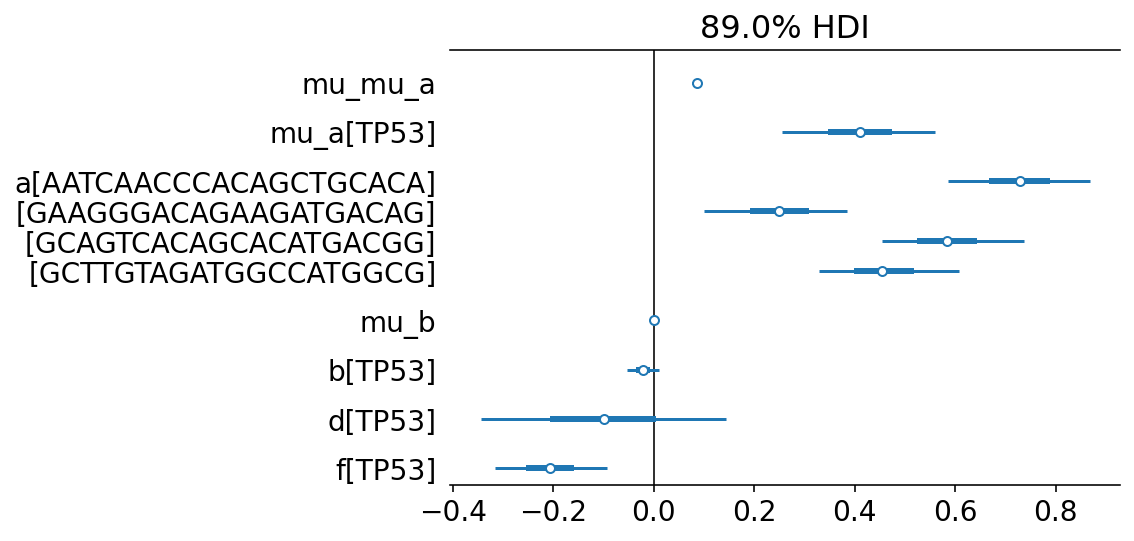 89.0% HDI
mu_mu_a
mu_a[TP53]
a[AATCAACCCACAGCTGCACA]
[GAAGGGACAGAAGATGACAG]
[GCAGTCACAGCACATGACGG]
[GCTTGTAGATGGCCATGGCG]
mu_b
b[TP53]
d[TP53]
f[TP53]
−0.4 −0.2 0.0 0.2 0.4 0.6 0.8